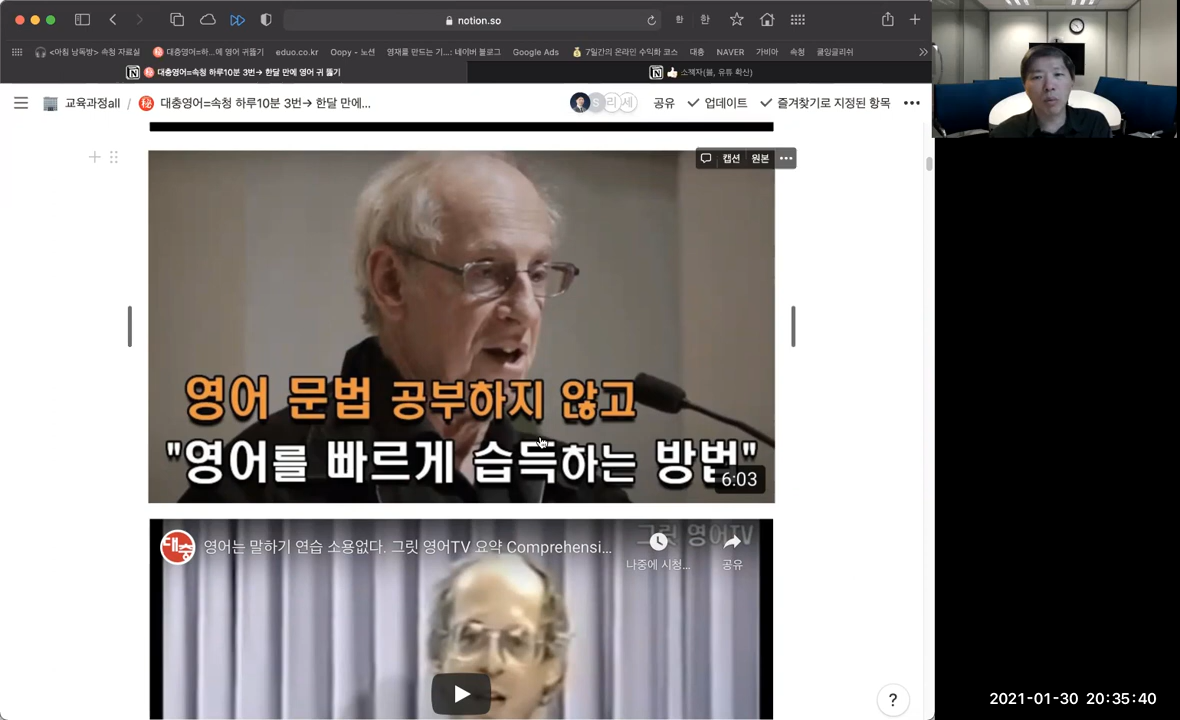 notion.so
한
한
<아침 낭독방> 속청 자료실
대충영어=하...에 영어 귀뚫기
eduo.co.kr
Oopy - 노션
영재를 만드는 기...: 네이버 블로그
Google Ads
7일간의 온라인 수익화 코스
대충
NAVER
가비아
속청
쿨잉글리쉬
대충영어=속청 하루10분 3번→ 한달 만에 영어 귀 뚫기
소책자(봄, 유튜 확신)
교육과정all / 대충영어=속청 하루10분 3번→ 한달 만에...
S 리 세
공유
업데이트
즐겨찾기로 지정된 항목
캡션
원본
영어 문법 공부하지 않고
"영어를 빠르게 습득하는 방법"
6:03
그릿 영어TV
대충
영어는 말하기 연습 소용없다. 그릿 영어TV 요약 Comprehensi...
나중에 시청...
공유
?
2021-01-30 20:35:40